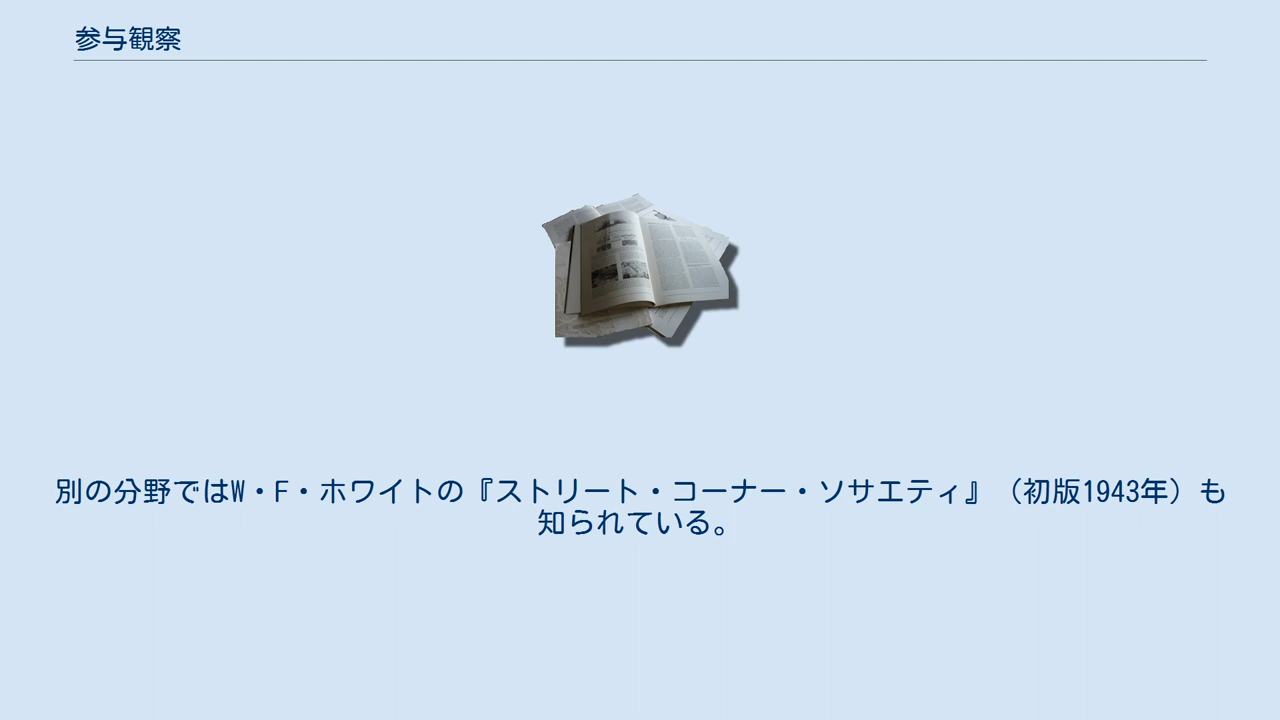 参与観察
別の分野ではW・F・ホワイトの『ストリート・コーナー・ソサエティ』（初版1943年）も
知られている。